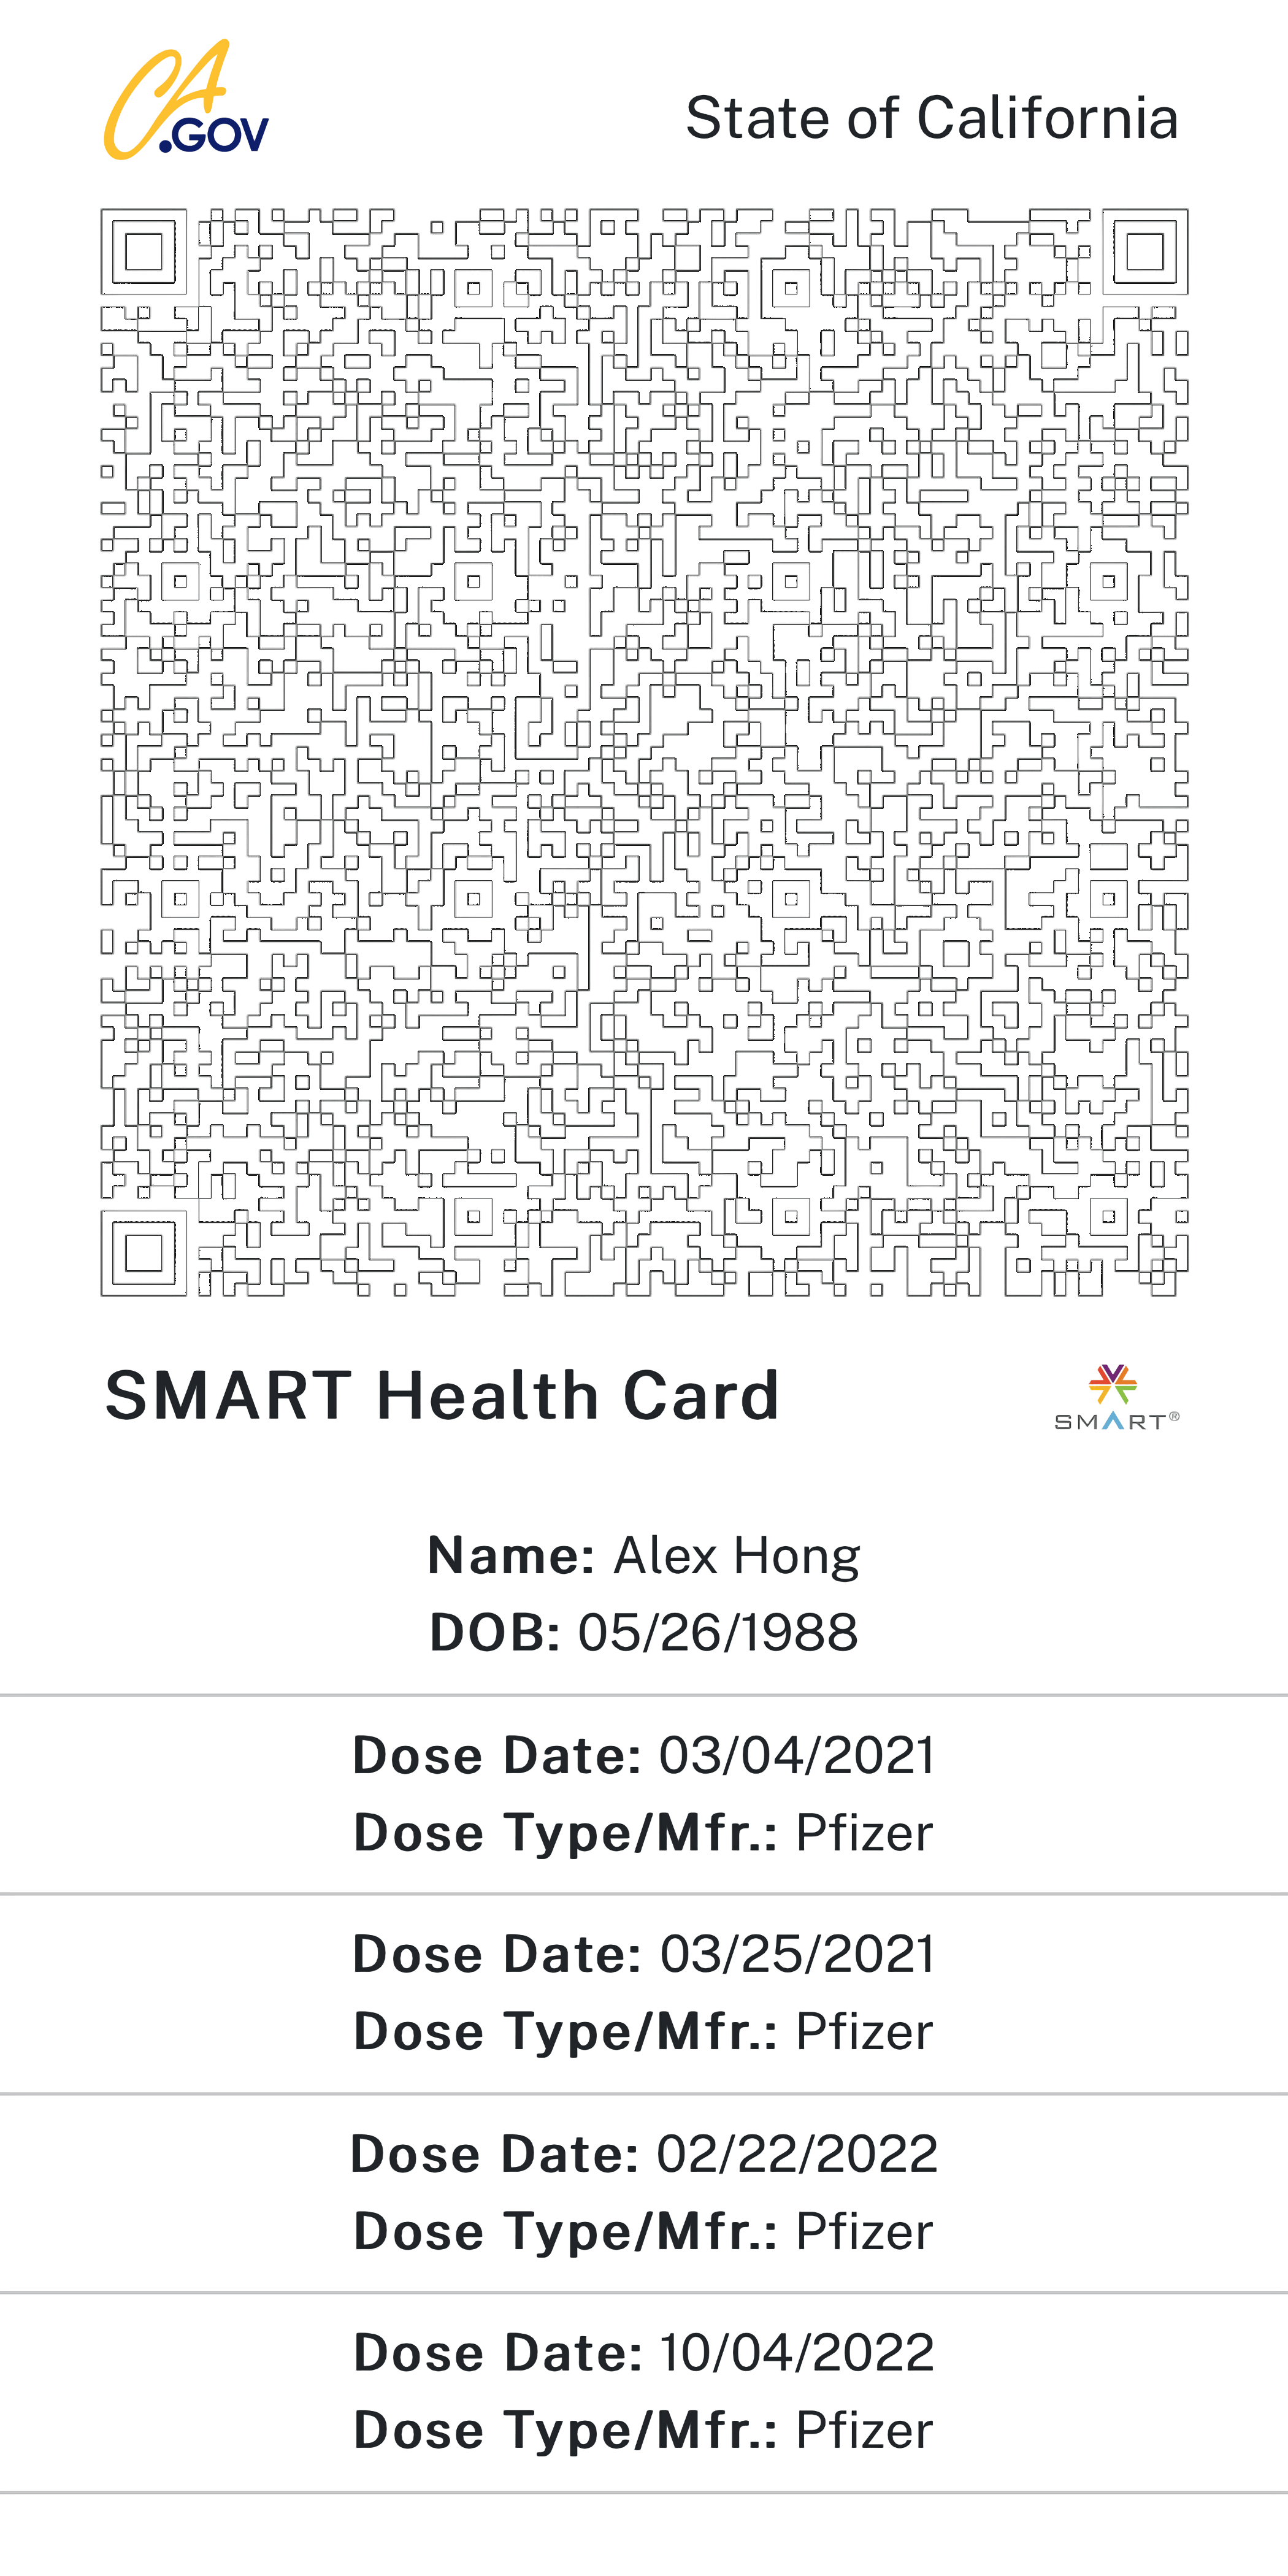 CA.GOV
State of California
SMART Health Card
SMART®
Name: Alex Hong
DOB: 05/26/1988
Dose Date: 03/04/2021
Dose Type/Mfr.: Pfizer
Dose Date: 03/25/2021
Dose Type/Mfr.: Pfizer
Dose Date: 02/22/2022
Dose Type/Mfr.: Pfizer
Dose Date: 10/04/2022
Dose Type/Mfr.: Pfizer